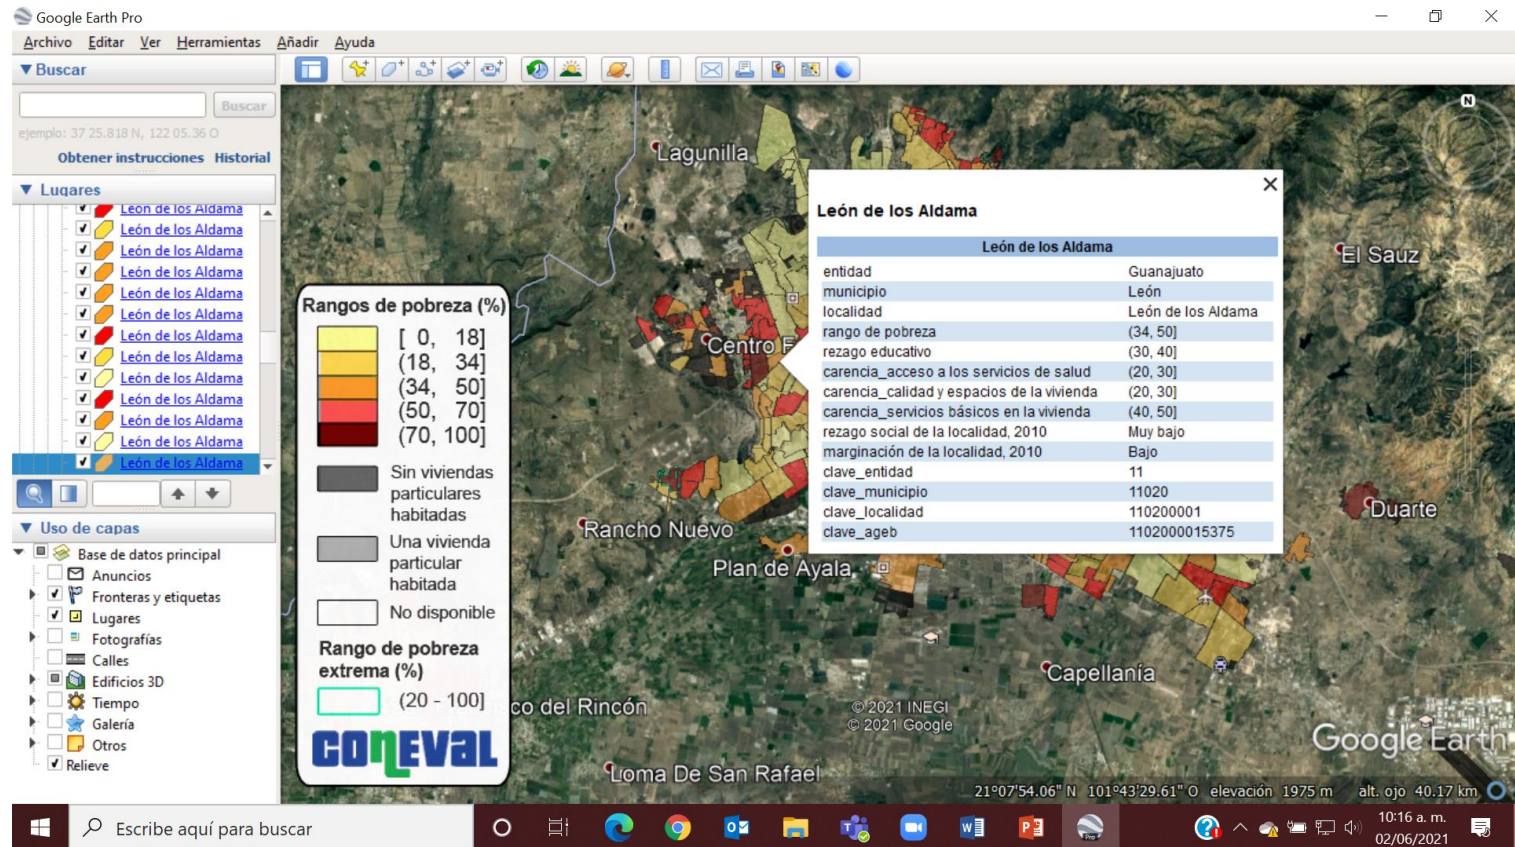 Google Earth Pro
Archivo Editar Ver Herramientas Añadir Ayuda
Buscar
Buscar
ejemplo: 37 25.818 N, 122 05.36 O
Obtener instrucciones Historial
Lugares
León de los Aldama
León de los Aldama
León de los Aldama
León de los Aldama
León de los Aldama
León de los Aldama
León de los Aldama
León de los Aldama
León de los Aldama
León de los Aldama
León de los Aldama
León de los Aldama
León de los Aldama
Uso de capas
Base de datos principal
Anuncios
Fronteras y etiquetas
Lugares
Fotografías
Calles
Edificios 3D
Tiempo
Galería
Otros
Relieve
Rangos de pobreza (%)
[ 0, 18]
(18, 34]
(34, 50]
(50, 70]
(70, 100]
Sin viviendas
particulares
habitadas
Una vivienda
particular
habitada
No disponible
Rango de pobreza
extrema (%)
(20 - 100]
CONEVAL
N
Lagunilla
El Sauz
Centro F
Rancho Nuevo
Plan de Ayala
Duarte
Capellanía
co del Rincón
Loma De San Rafael
León de los Aldama
León de los Aldama
entidad Guanajuato
municipio León
localidad León de los Aldama
rango de pobreza (34, 50]
rezago educativo (30, 40]
carencia_acceso a los servicios de salud (20, 30]
carencia_calidad y espacios de la vivienda (20, 30]
carencia_servicios básicos en la vivienda (40, 50]
rezago social de la localidad, 2010 Muy bajo
marginación de la localidad, 2010 Bajo
clave_entidad 11
clave_municipio 11020
clave_localidad 110200001
clave_ageb 1102000015375
© 2021 INEGI
© 2021 Google
Google Earth
21°07'54.06" N 101°43'29.61" O elevación 1975 m alt. ojo 40.17 km
Escribe aquí para buscar
Pro
10:16 a. m.
02/06/2021